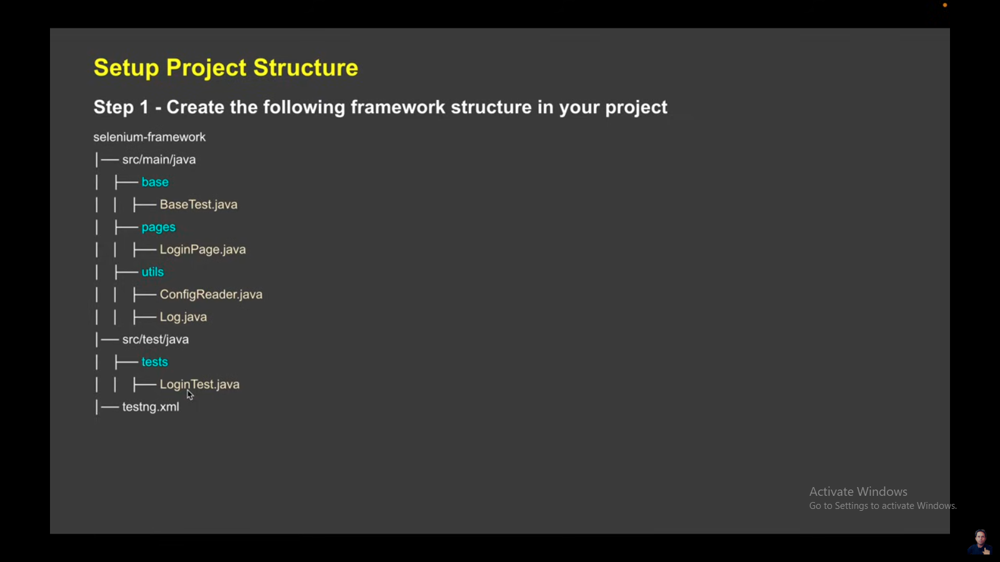 Setup Project Structure
Step 1 - Create the following framework structure in your project
selenium-framework
│── src/main/java
│   ├── base
│   │   ├── BaseTest.java
│   ├── pages
│   │   ├── LoginPage.java
│   ├── utils
│   │   ├── ConfigReader.java
│   │   ├── Log.java
│── src/test/java
│   ├── tests
│   │   ├── LoginTest.java
│── testng.xml
Activate Windows
Go to Settings to activate Windows.